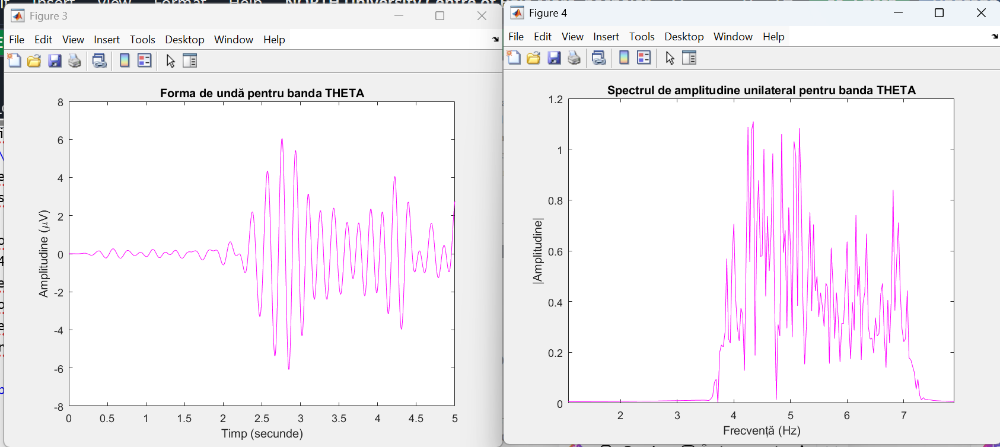 Figure 3
File Edit View Insert Tools Desktop Window Help
Forma de undă pentru banda THETA
8
6
4
2
0
-2
-4
-6
-8
Amplitudine (μV)
0 0.5 1 1.5 2 2.5 3 3.5 4 4.5 5
Timp (secunde)
Figure 4
File Edit View Insert Tools Desktop Window Help
Spectrul de amplitudine unilateral pentru banda THETA
1.2
1
0.8
0.6
0.4
0.2
0
|Amplitudine|
2 3 4 5 6 7
Frecvență (Hz)